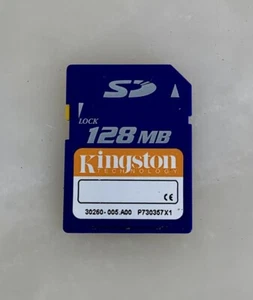 SD
LOCK
128 MB
Kingston
TECHNOLOGY
CE
30260-005.A00 P730357X1